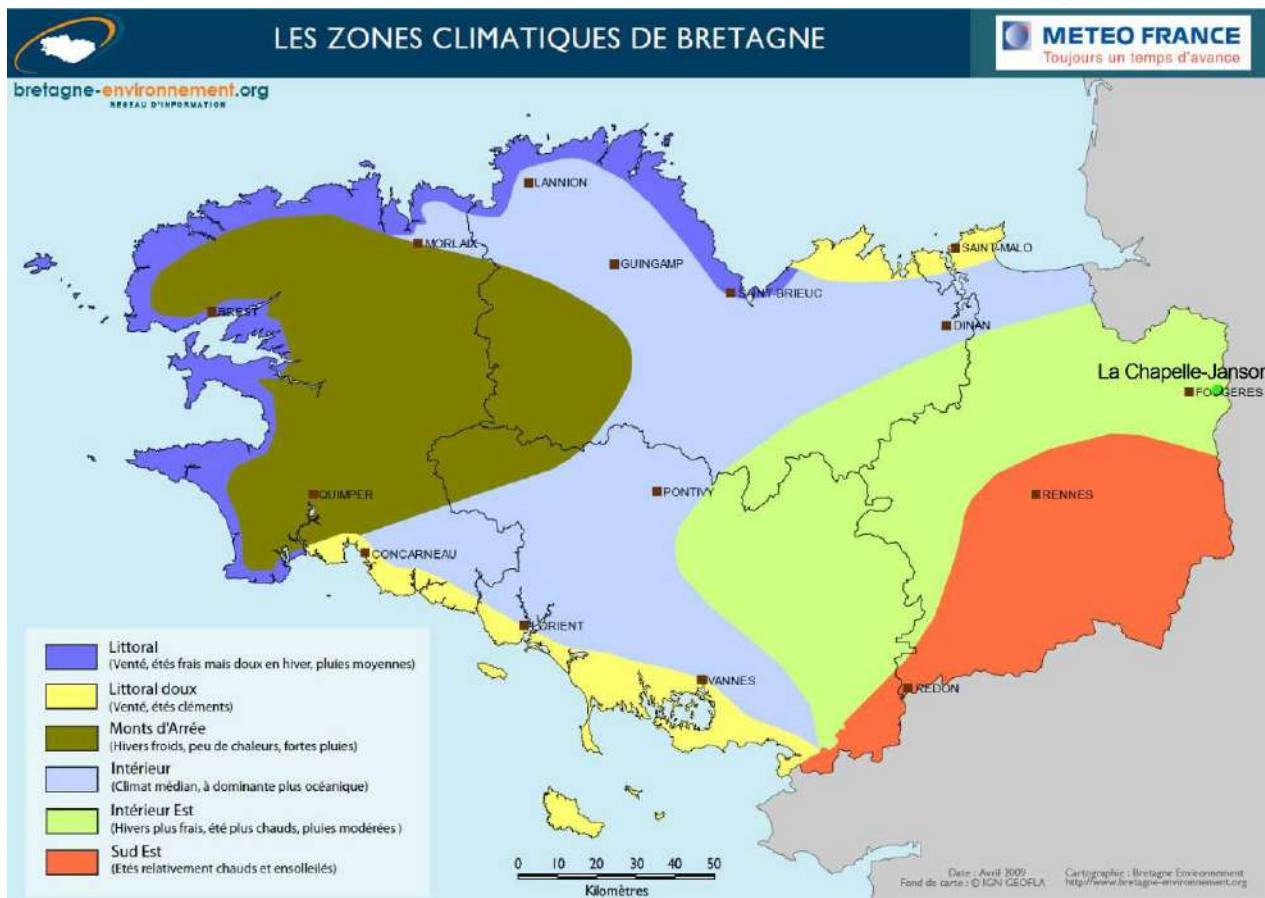 LES ZONES CLIMATIQUES DE BRETAGNE
METEO FRANCE
Toujours un temps d'avance
bretagne-environnement.org
RESEAU D'INFORMATION
LANNION
MORLAIX
GUINGAMP
SAINT-MALO
SAINT-BRIEUC
BREST
DINAN
La Chapelle-Janson
FOUGERES
QUIMPER
PONTIVY
RENNES
CONCARNEAU
LORIENT
VANNES
REDON
Littoral
(Venté, étés frais mais doux en hiver, pluies moyennes)
Littoral doux
(Venté, étés cléments)
Monts d'Arrée
(Hivers froids, peu de chaleurs, fortes pluies)
Intérieur
(Climat médian, à dominante plus océanique)
Intérieur Est
(Hivers plus frais, été plus chauds, pluies modérées )
Sud Est
(Etés relativement chauds et ensolleilés)
0 10 20 30 40 50
Kilomètres
Date : Avril 2009
Fond de carte : © IGN GEOFLA
Cartographie : Bretagne Environnement
http://www.bretagne-environnement.org